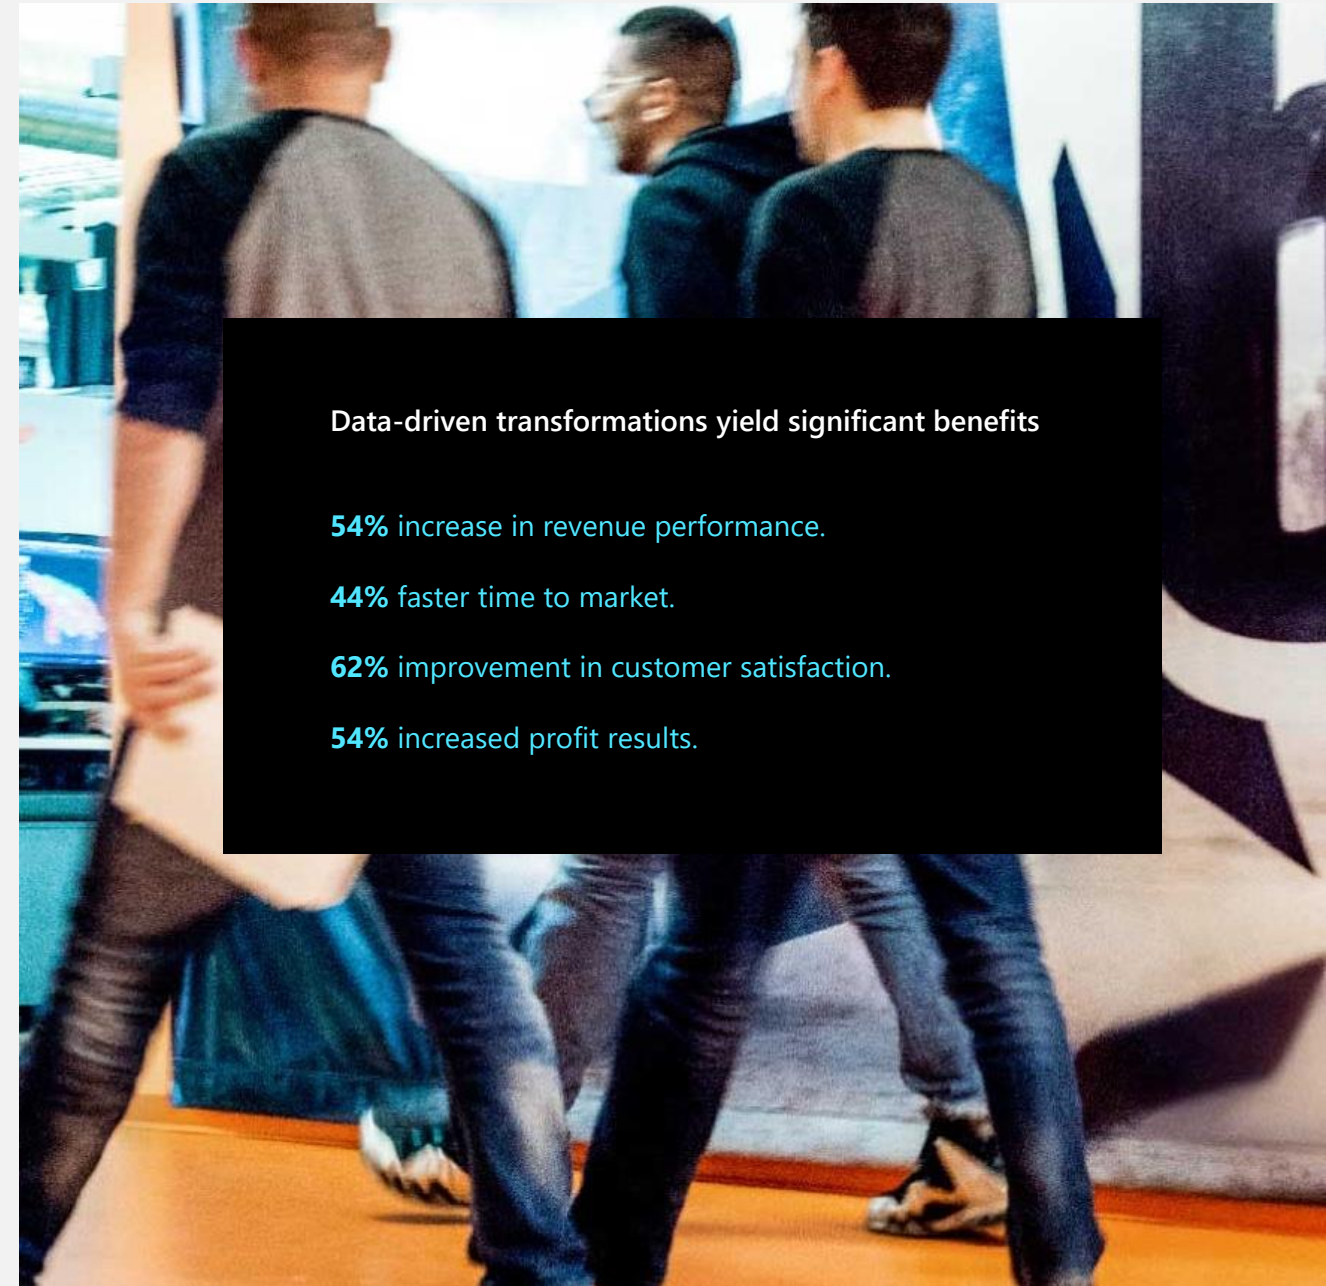 Data-driven transformations yield significant benefits
54% increase in revenue performance.
44% faster time to market.
62% improvement in customer satisfaction.
54% increased profit results.